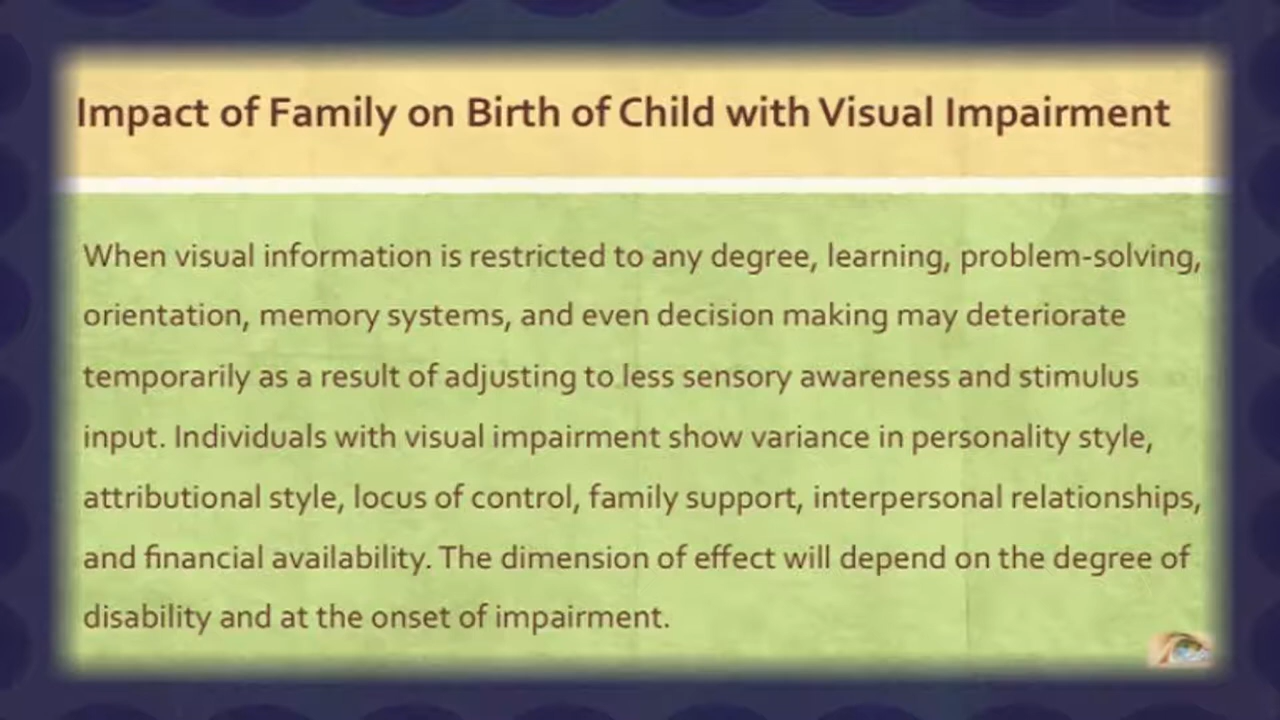 Impact of Family on Birth of Child with Visual Impairment
When visual information is restricted to any degree, learning, problem-solving,
orientation, memory systems, and even decision making may deteriorate
temporarily as a result of adjusting to less sensory awareness and stimulus
input. Individuals with visual impairment show variance in personality style,
attributional style, locus of control, family support, interpersonal relationships,
and financial availability. The dimension of effect will depend on the degree of
disability and at the onset of impairment.